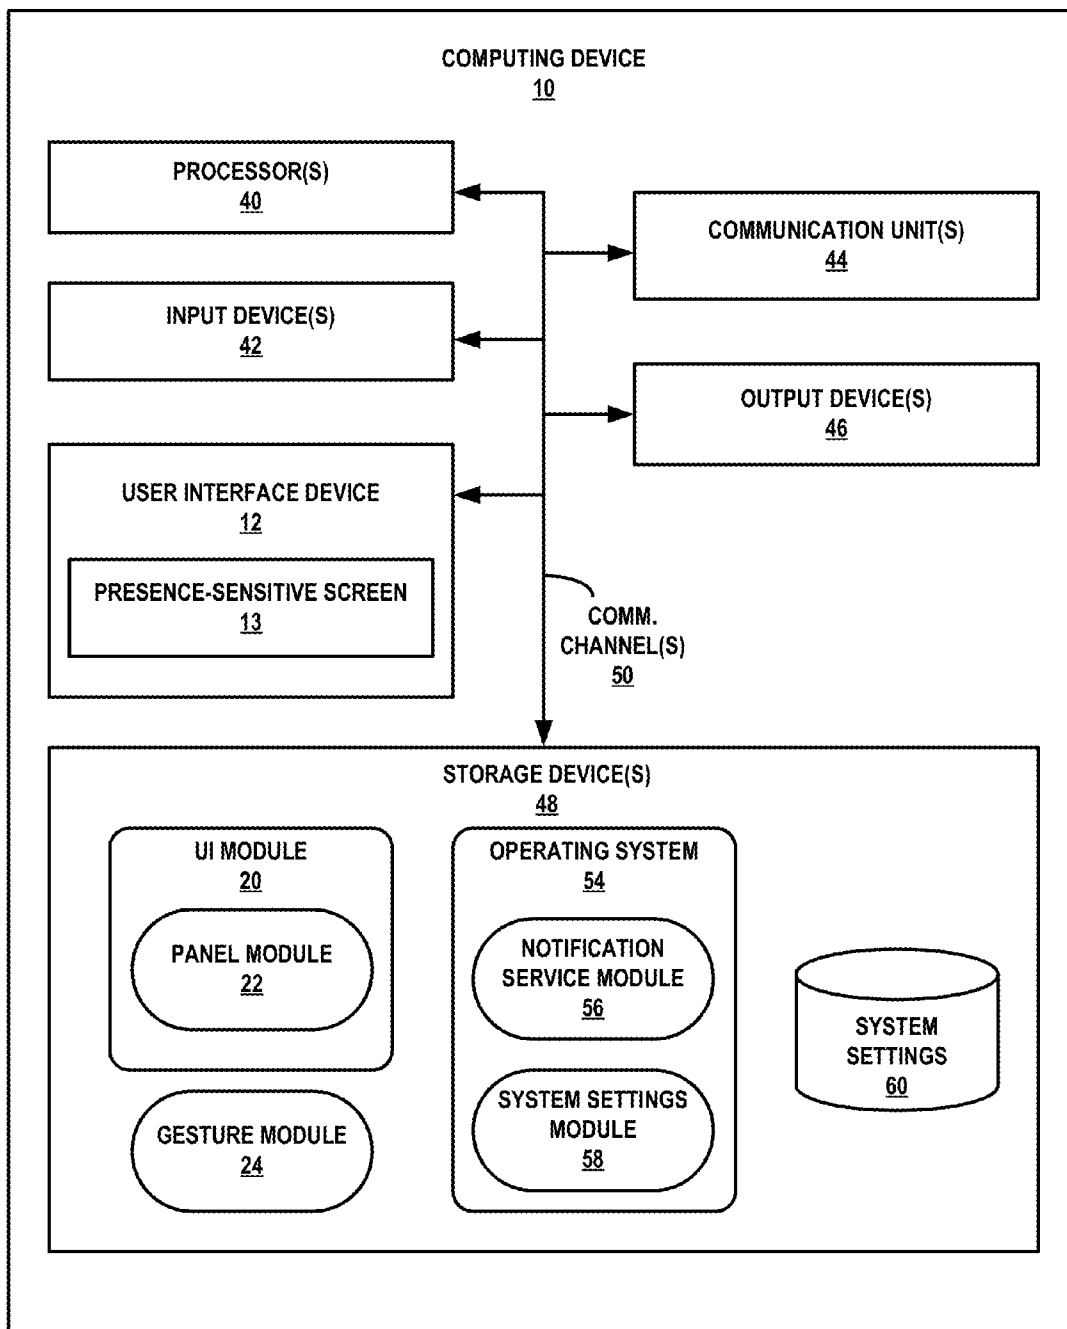 COMPUTING DEVICE
10
PROCESSOR(S)
40
COMMUNICATION UNIT(S)
44
INPUT DEVICE(S)
42
OUTPUT DEVICE(S)
46
USER INTERFACE DEVICE
12
PRESENCE-SENSITIVE SCREEN
13
COMM.
CHANNEL(S)
50
STORAGE DEVICE(S)
48
UI MODULE
20
PANEL MODULE
22
GESTURE MODULE
24
OPERATING SYSTEM
54
NOTIFICATION
SERVICE MODULE
56
SYSTEM SETTINGS
MODULE
58
SYSTEM
SETTINGS
60